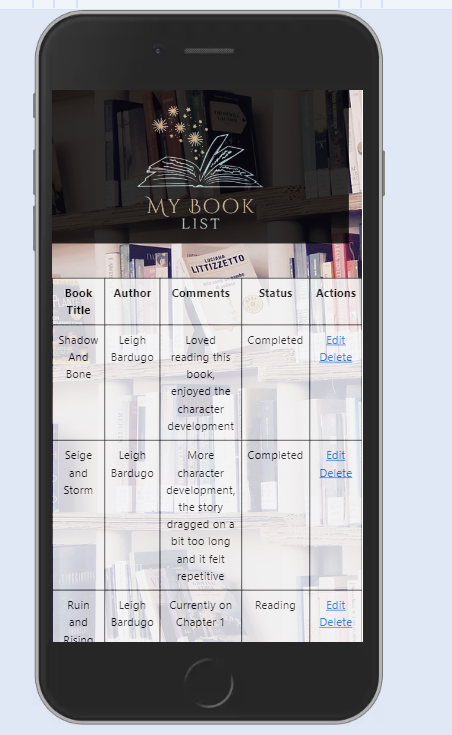 MY BOOK
LIST
LUCIANA
LITTIZZETTO
Book Title
Author
Comments
Status
Actions
Shadow And Bone
Leigh Bardugo
Loved reading this book, enjoyed the character development
Completed
Edit
Delete
Seige and Storm
Leigh Bardugo
More character development, the story dragged on a bit too long and it felt repetitive
Completed
Edit
Delete
Ruin and Rising
Leigh Bardugo
Currently on Chapter 1
Reading
Edit
Delete